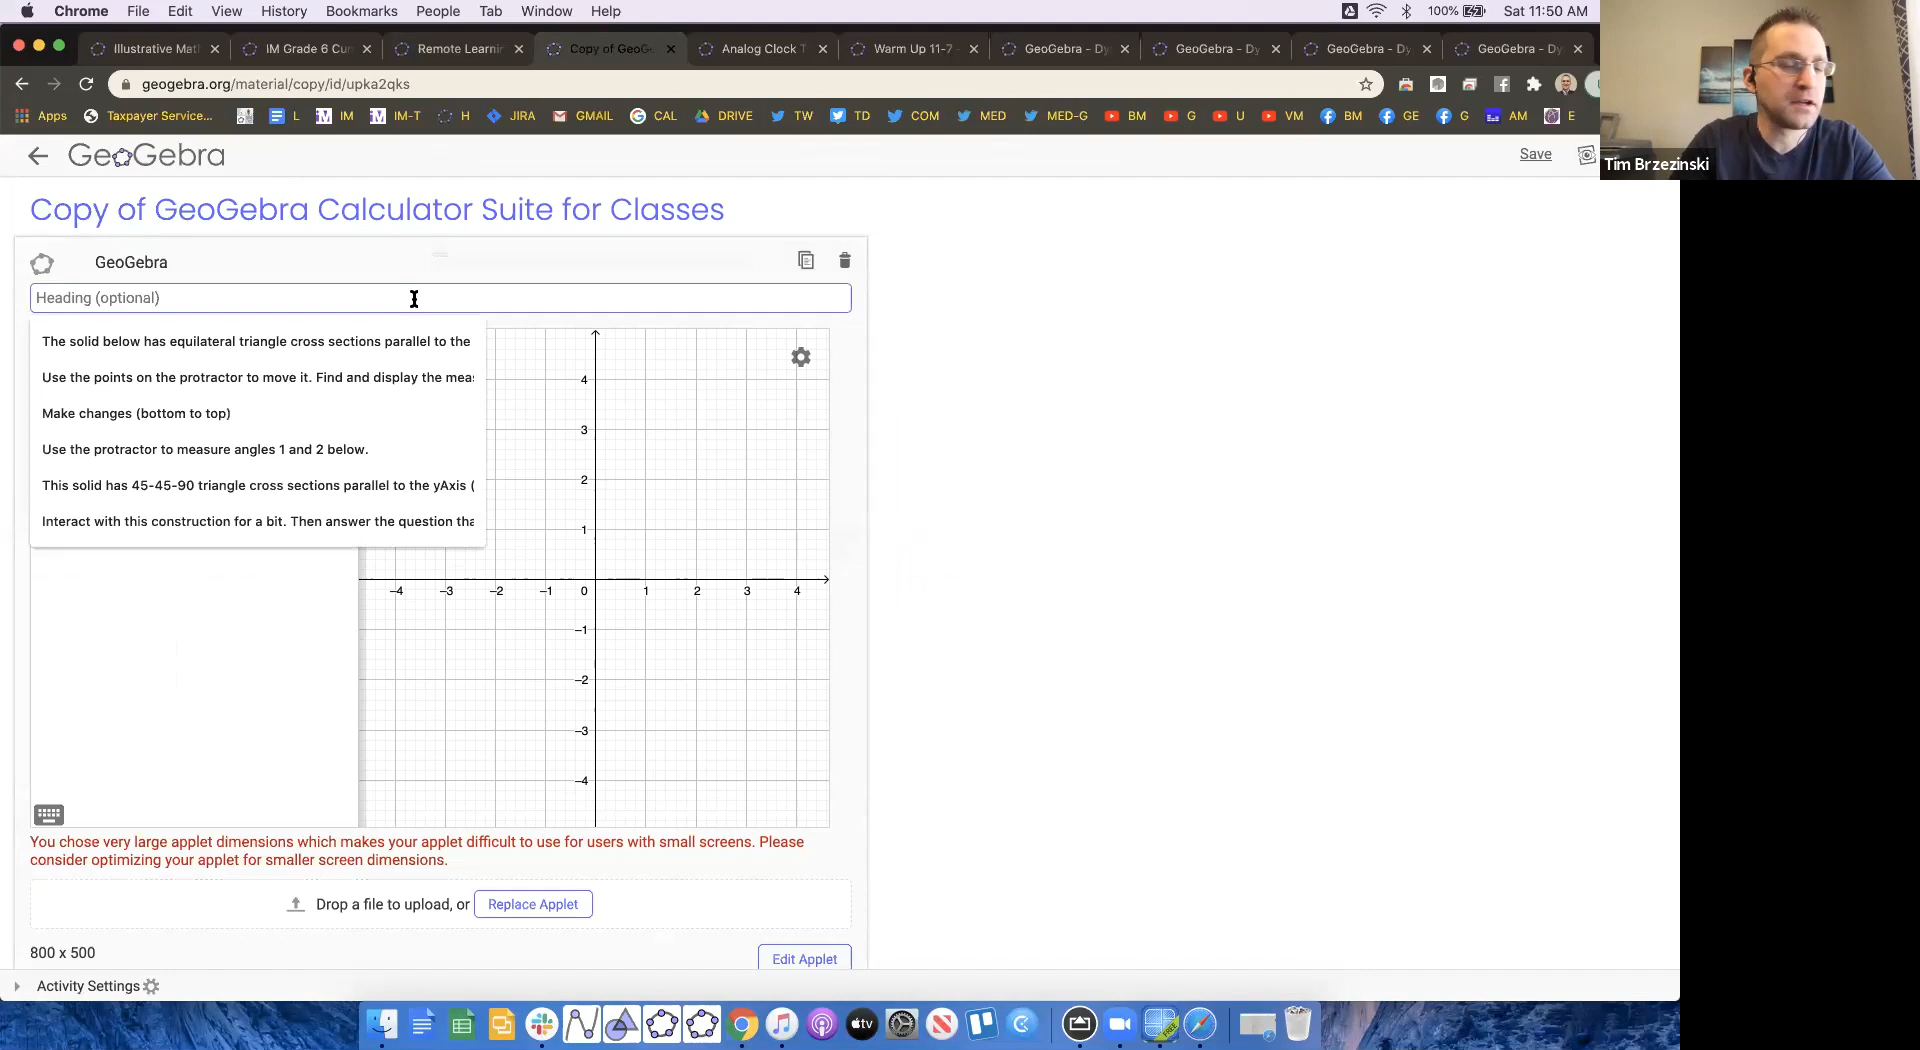 Chrome File Edit View History Bookmarks People Tab Window Help 100% Sat 11:50 AM
Illustrative Mat IM Grade 6 Cur Remote Learnin Copy of GeoGe Analog Clock T Warm Up 11-7 - GeoGebra - Dy GeoGebra - Dy GeoGebra - Dy GeoGebra - Dy
geogebra.org/material/copy/id/upka2qks
Apps Taxpayer Service... L IM IM-T H JIRA GMAIL CAL DRIVE TW TD COM MED MED-G BM G U VM BM GE G AM E
GeoGebra Save
Tim Brzezinski
Copy of GeoGebra Calculator Suite for Classes
GeoGebra
Heading (optional)
The solid below has equilateral triangle cross sections parallel to the
Use the points on the protractor to move it. Find and display the meas
Make changes (bottom to top)
Use the protractor to measure angles 1 and 2 below.
This solid has 45-45-90 triangle cross sections parallel to the yAxis (
Interact with this construction for a bit. Then answer the question tha
4
3
2
1
–4 –3 –2 –1 0 1 2 3 4
–1
–2
–3
–4
You chose very large applet dimensions which makes your applet difficult to use for users with small screens. Please
consider optimizing your applet for smaller screen dimensions.
Drop a file to upload, or Replace Applet
800 x 500
Edit Applet
Activity Settings
tv
FREE